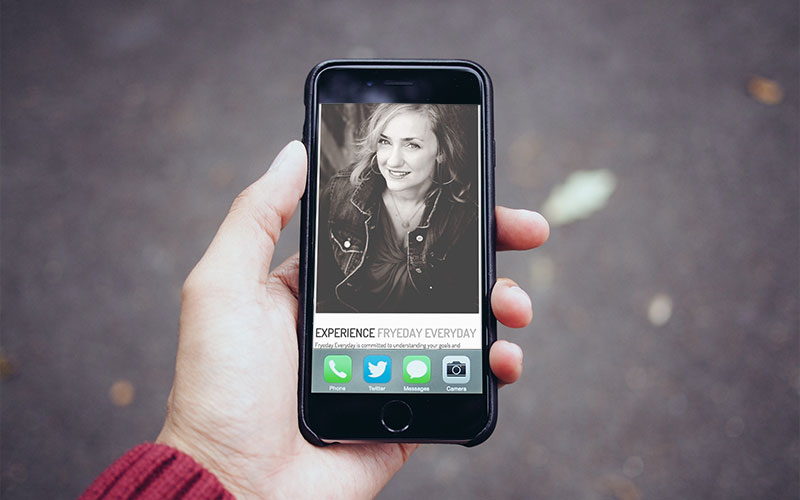 EXPERIENCE FRYEDAY EVERYDAY
Fryeday Everyday is committed to understanding your goals and
Phone Twitter Messages Camera